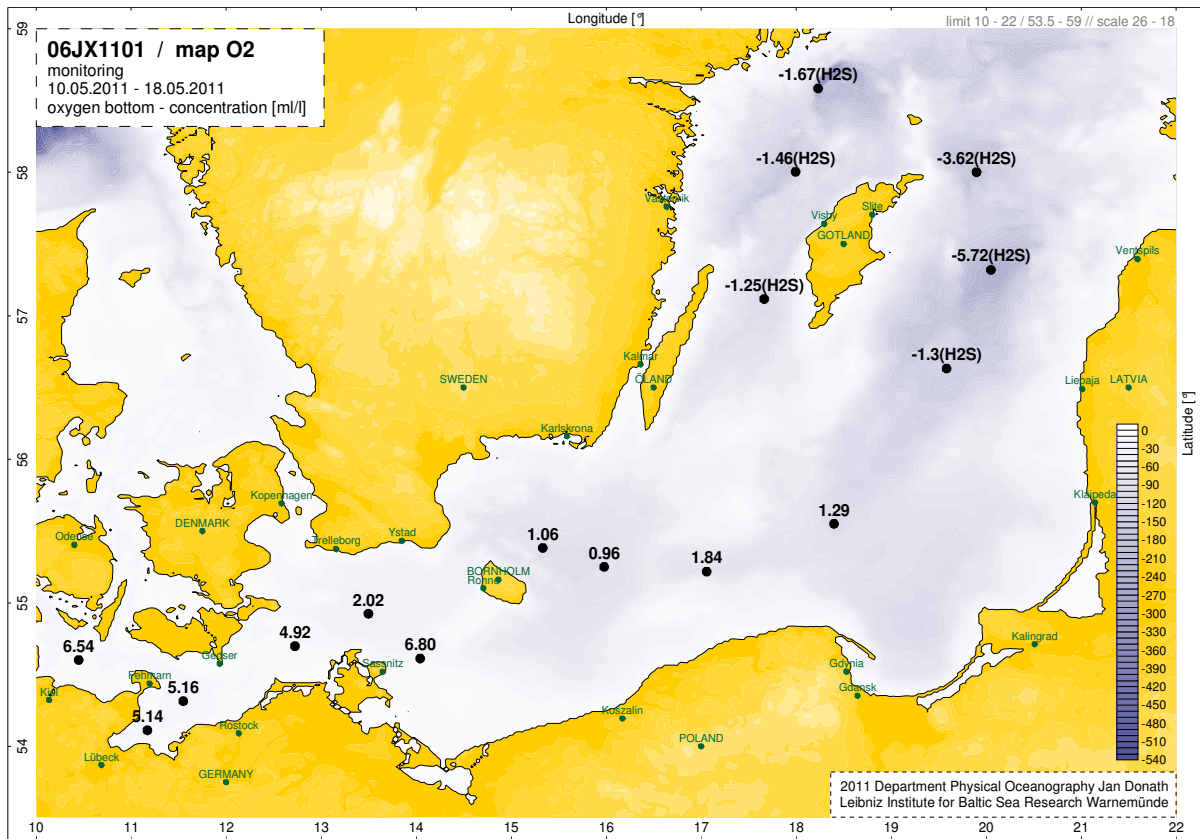 Longitude [°]
limit 10 - 22 / 53.5 - 59 // scale 26 - 18
59
06JX1101 / map O2
monitoring
10.05.2011 - 18.05.2011
oxygen bottom - concentration [ml/l]
-1.67(H2S)
-1.46(H2S)
-3.62(H2S)
58
Västervik
Visby
Slite
GOTLAND
-5.72(H2S)
Ventspils
-1.25(H2S)
57
-1.3(H2S)
Kalmar
SWEDEN
ÖLAND
Liepaja
LATVIA
Latitude [°]
Karlskrona
56
0
-30
-60
-90
-120
-150
-180
-210
-240
-270
-300
-330
-360
-390
-420
-450
-480
-510
-540
Kopenhagen
Klaipeda
DENMARK
1.29
Odense
Trelleborg
Ystad
1.06
0.96
1.84
BORNHOLM
Ronne
55
2.02
4.92
6.54
6.80
Kalingrad
Gedser
Sassnitz
Gdynia
Fehmarn
5.16
Kiel
Gdansk
5.14
Koszalin
Rostock
54
POLAND
Lübeck
GERMANY
2011 Department Physical Oceanography Jan Donath
Leibniz Institute for Baltic Sea Research Warnemünde
10 11 12 13 14 15 16 17 18 19 20 21 22